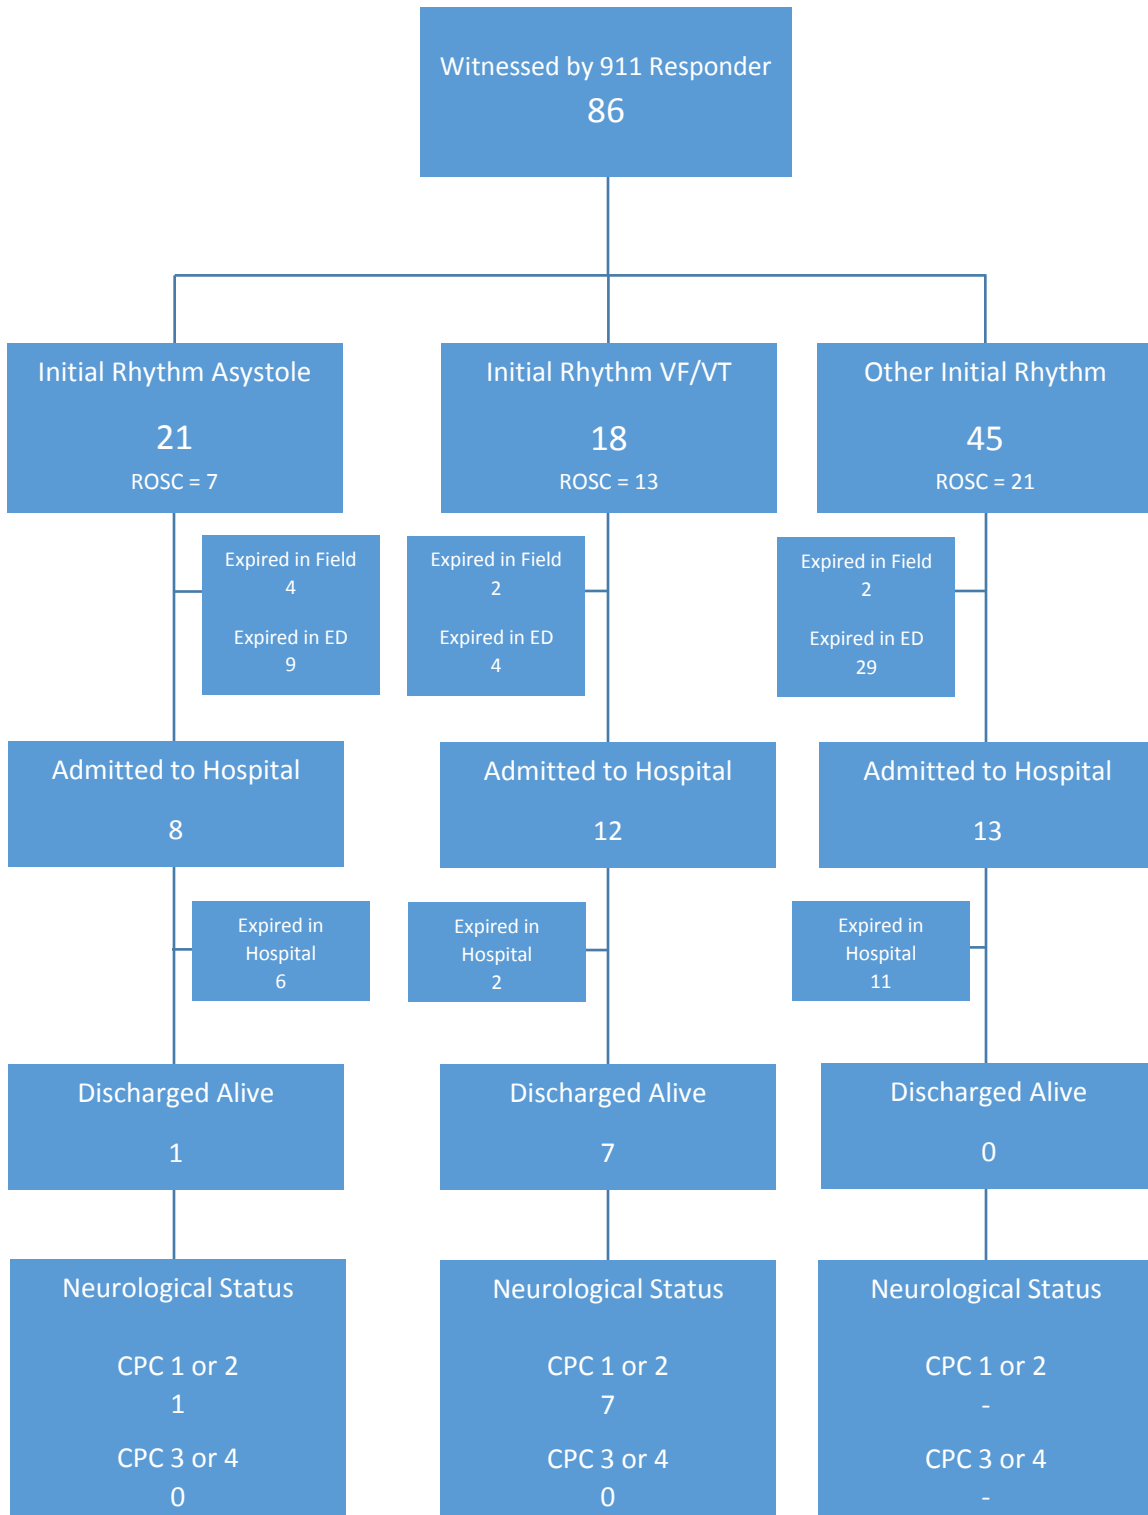 Witnessed by 911 Responder
86
Initial Rhythm Asystole
21
ROSC = 7
Initial Rhythm VF/VT
18
ROSC = 13
Other Initial Rhythm
45
ROSC = 21
Expired in Field
4
Expired in ED
9
Expired in Field
2
Expired in ED
4
Expired in Field
2
Expired in ED
29
Admitted to Hospital
8
Admitted to Hospital
12
Admitted to Hospital
13
Expired in
Hospital
6
Expired in
Hospital
2
Expired in
Hospital
11
Discharged Alive
1
Discharged Alive
7
Discharged Alive
0
Neurological Status
CPC 1 or 2
1
CPC 3 or 4
0
Neurological Status
CPC 1 or 2
7
CPC 3 or 4
0
Neurological Status
CPC 1 or 2
-
CPC 3 or 4
-